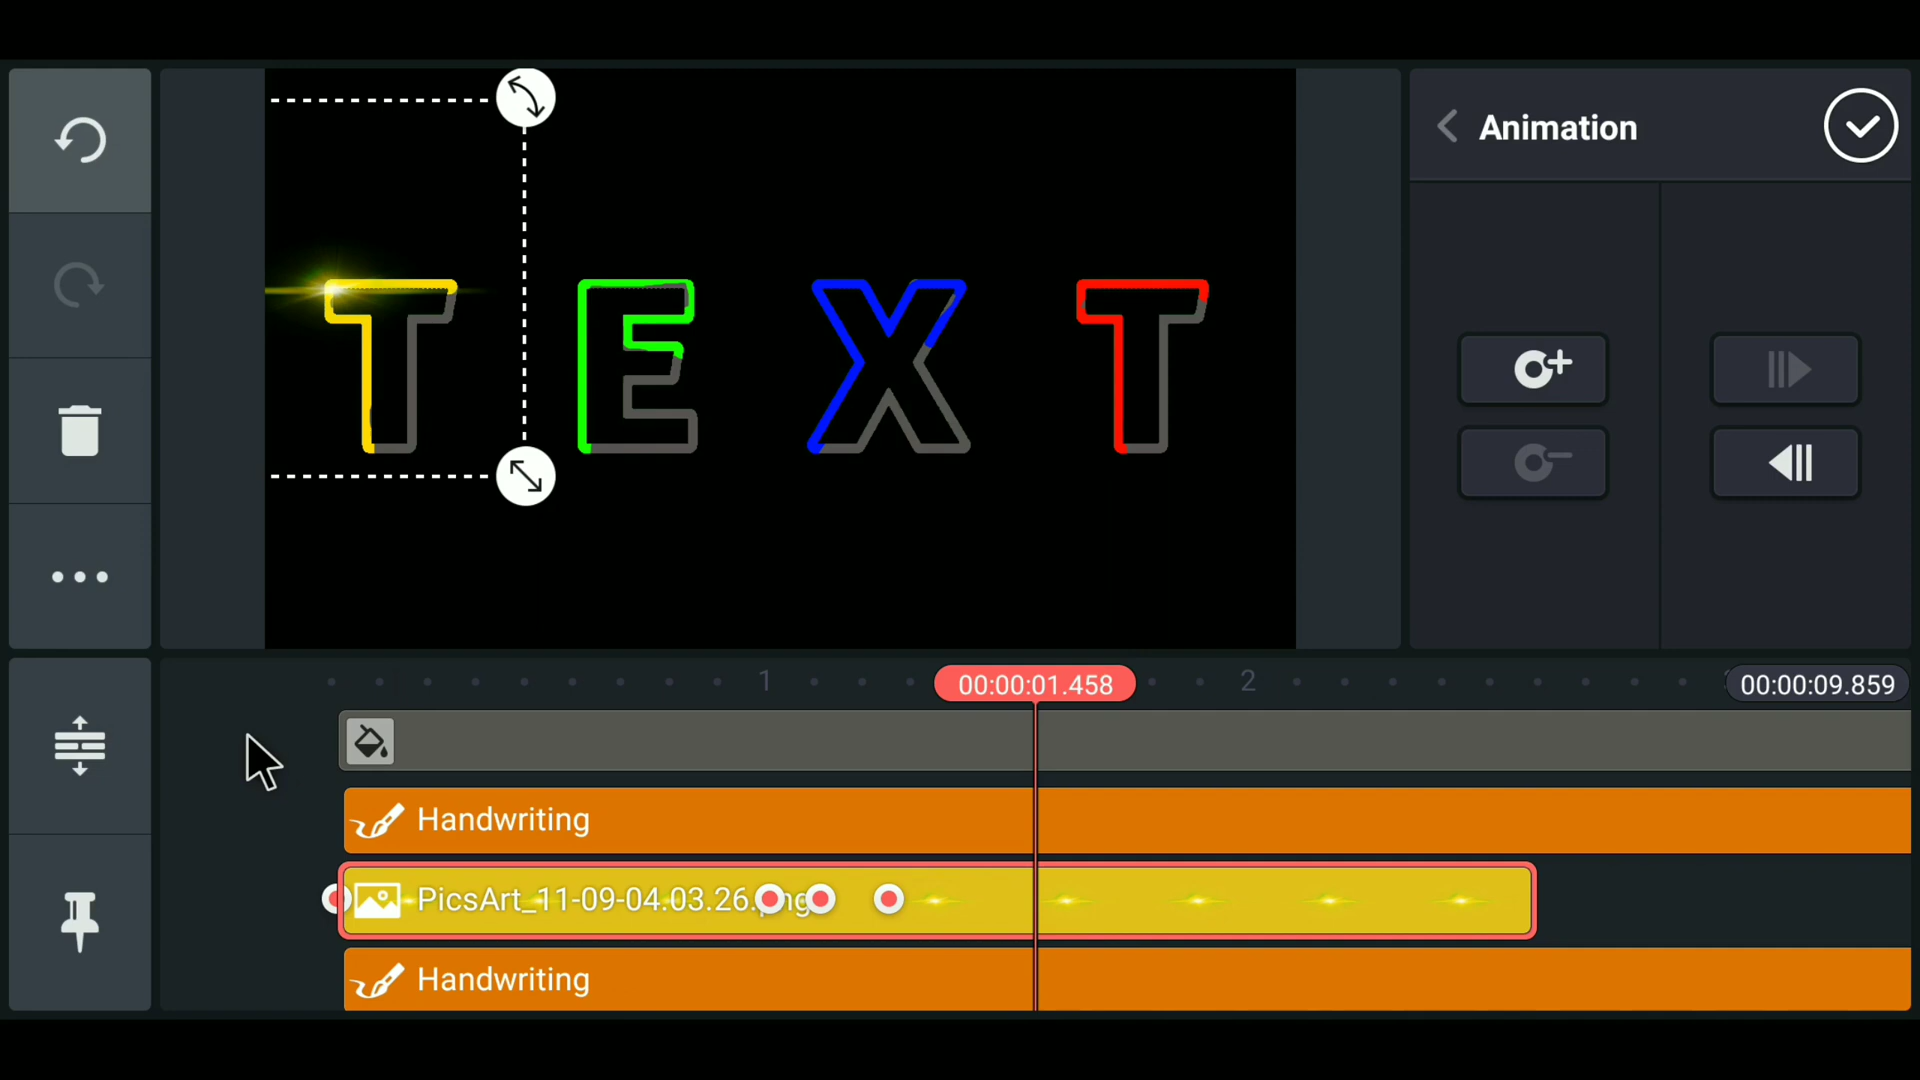 Animation
TEXT
1
00:00:01.458
2
00:00:09.859
Handwriting
PicsArt_11-09-04.03.26.png
Handwriting